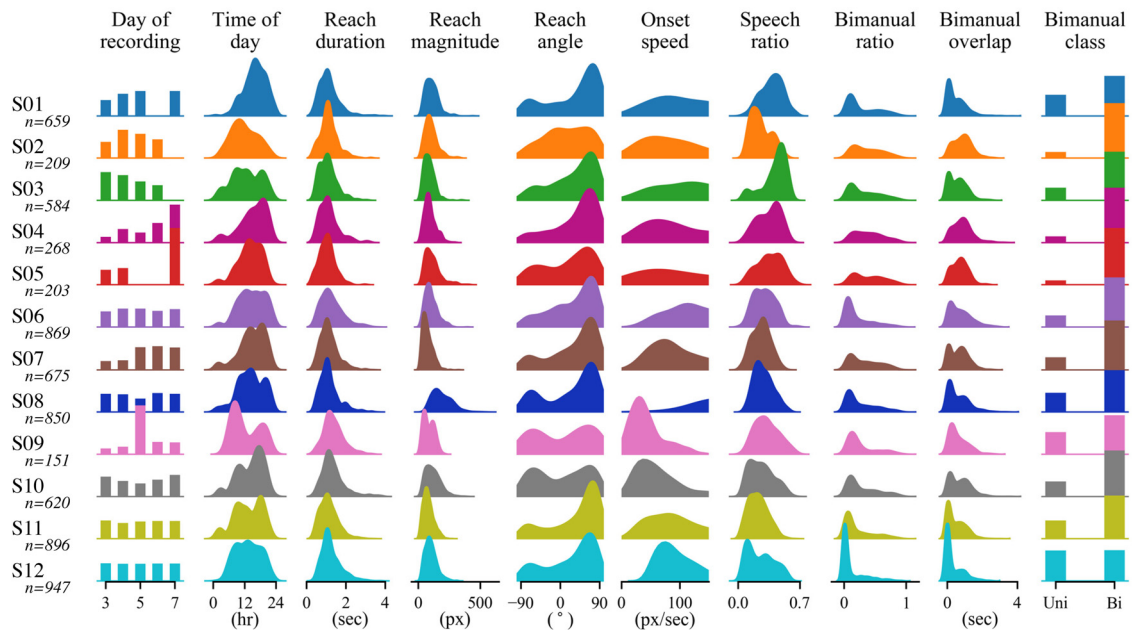 Day of recording Time of day Reach duration Reach magnitude Reach angle Onset speed Speech ratio Bimanual ratio Bimanual overlap Bimanual class
S01
n=659
S02
n=209
S03
n=584
S04
n=268
S05
n=203
S06
n=869
S07
n=675
S08
n=850
S09
n=151
S10
n=620
S11
n=896
S12
n=947
3 5 7 0 12 24 0 2 4 0 500 −90 0 90 0 100 0.0 0.7 0 1 0 4 Uni Bi
(hr) (sec) (px) (°) (px/sec) (sec)